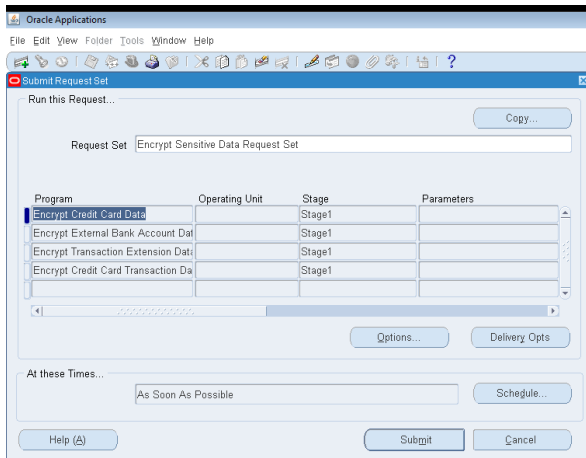 Oracle Applications
File Edit View Folder Tools Window Help
Submit Request Set
Run this Request...
Copy...
Request Set Encrypt Sensitive Data Request Set
Program Operating Unit Stage Parameters
Encrypt Credit Card Data Stage1
Encrypt External Bank Account Dat Stage1
Encrypt Transaction Extension Data Stage1
Encrypt Credit Card Transaction Da Stage1
Options... Delivery Opts
At these Times...
As Soon As Possible Schedule...
Help (A) Submit Cancel